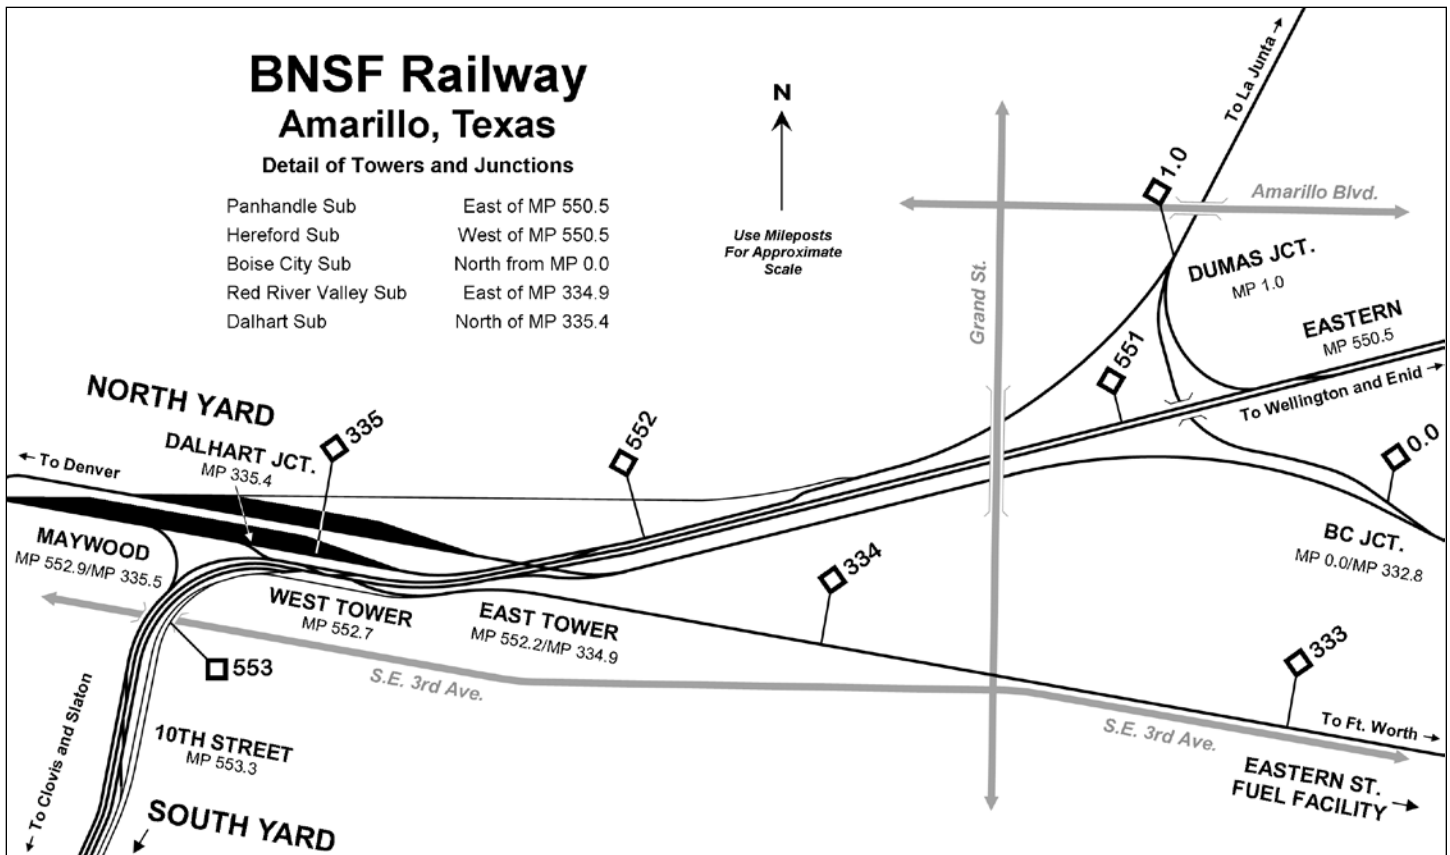 BNSF Railway
Amarillo, Texas
Detail of Towers and Junctions
Panhandle Sub East of MP 550.5
Hereford Sub West of MP 550.5
Boise City Sub North from MP 0.0
Red River Valley Sub East of MP 334.9
Dalhart Sub North of MP 335.4
N
Use Mileposts
For Approximate
Scale
To La Junta →
1.0
Amarillo Blvd.
Grand St.
DUMAS JCT.
MP 1.0
EASTERN
MP 550.5
551
To Wellington and Enid →
NORTH YARD
DALHART JCT.
MP 335.4
335
552
0.0
← To Denver
MAYWOOD
MP 552.9/MP 335.5
BC JCT.
MP 0.0/MP 332.8
334
WEST TOWER
MP 552.7
EAST TOWER
MP 552.2/MP 334.9
333
553
S.E. 3rd Ave.
← To Clovis and Slaton
10TH STREET
MP 553.3
S.E. 3rd Ave.
To Ft. Worth →
EASTERN ST.
FUEL FACILITY
SOUTH YARD